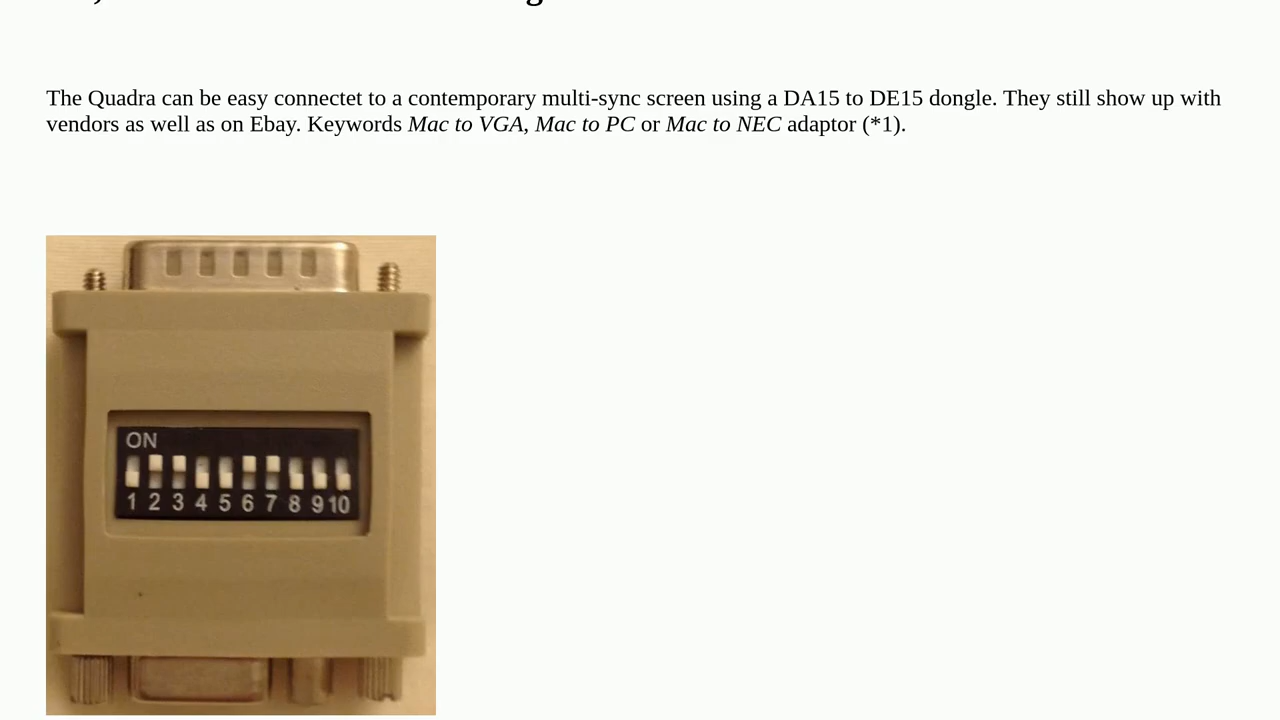 The Quadra can be easy connectet to a contemporary multi-sync screen using a DA15 to DE15 dongle. They still show up with
vendors as well as on Ebay. Keywords Mac to VGA, Mac to PC or Mac to NEC adaptor (*1).
ON
1 2 3 4 5 6 7 8 9 10